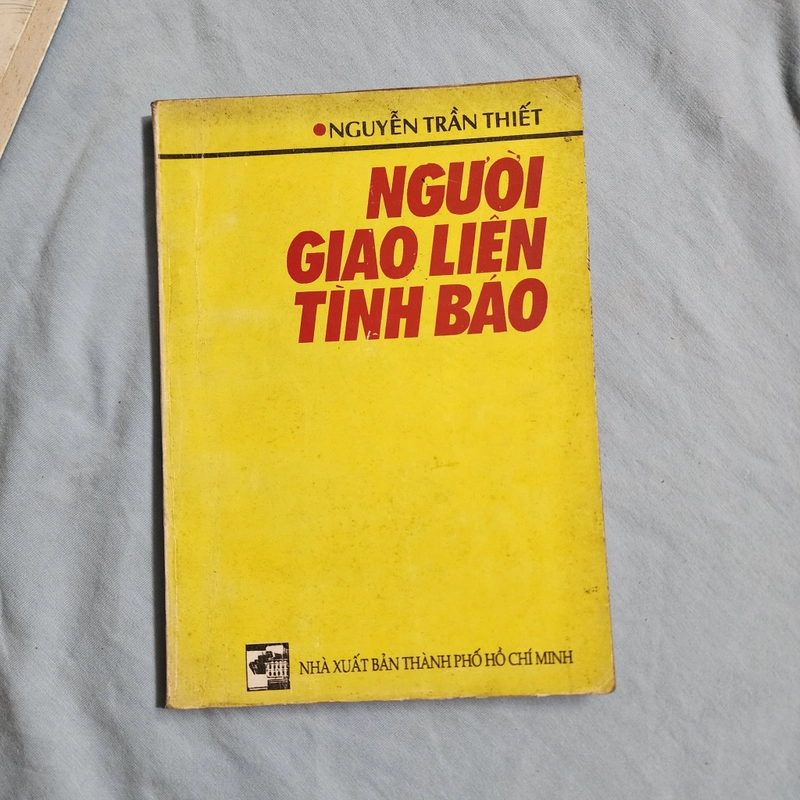 NGUYỄN TRẦN THIẾT
NGƯỜI
GIAO LIÊN
TÌNH BÁO
NHÀ XUẤT BẢN THÀNH PHỐ HỒ CHÍ MINH